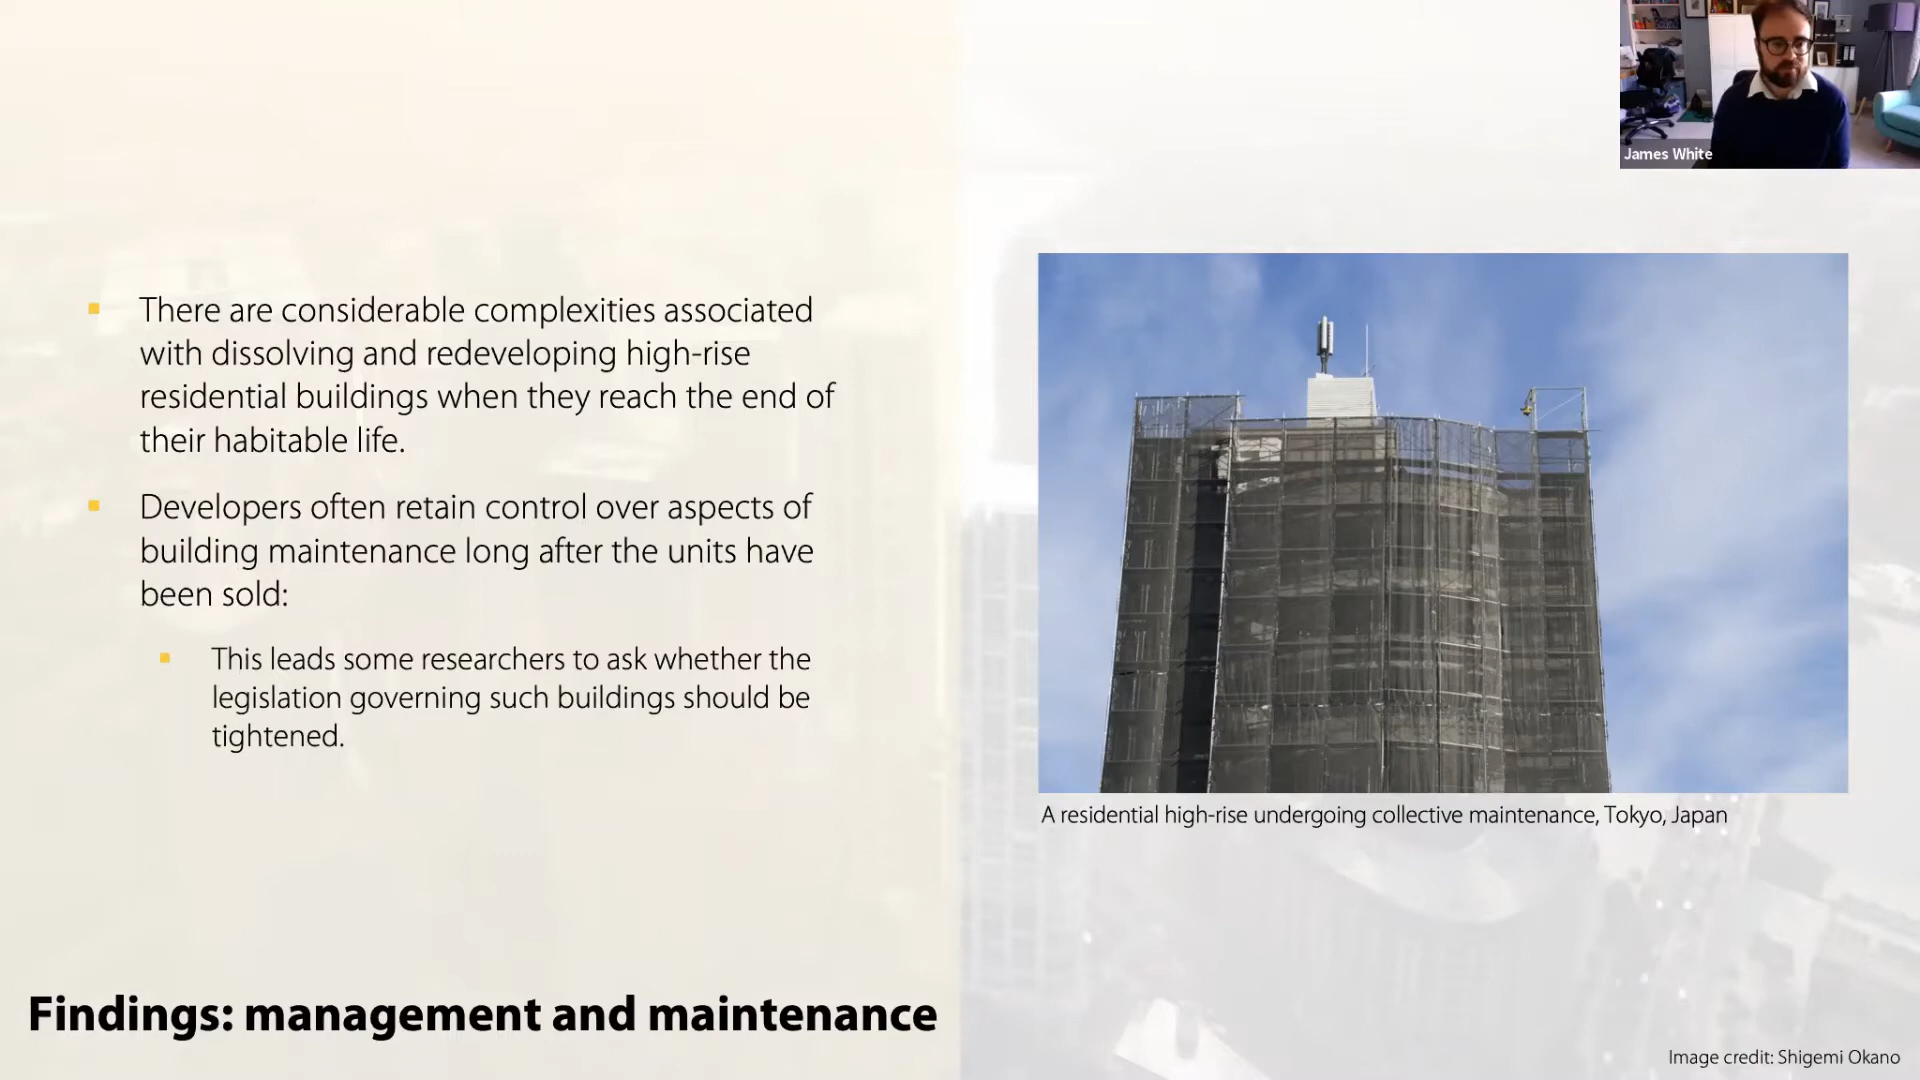 James White
There are considerable complexities associated
with dissolving and redeveloping high-rise
residential buildings when they reach the end of
their habitable life.
Developers often retain control over aspects of
building maintenance long after the units have
been sold:
This leads some researchers to ask whether the
legislation governing such buildings should be
tightened.
A residential high-rise undergoing collective maintenance, Tokyo, Japan
Findings: management and maintenance
Image credit: Shigemi Okano